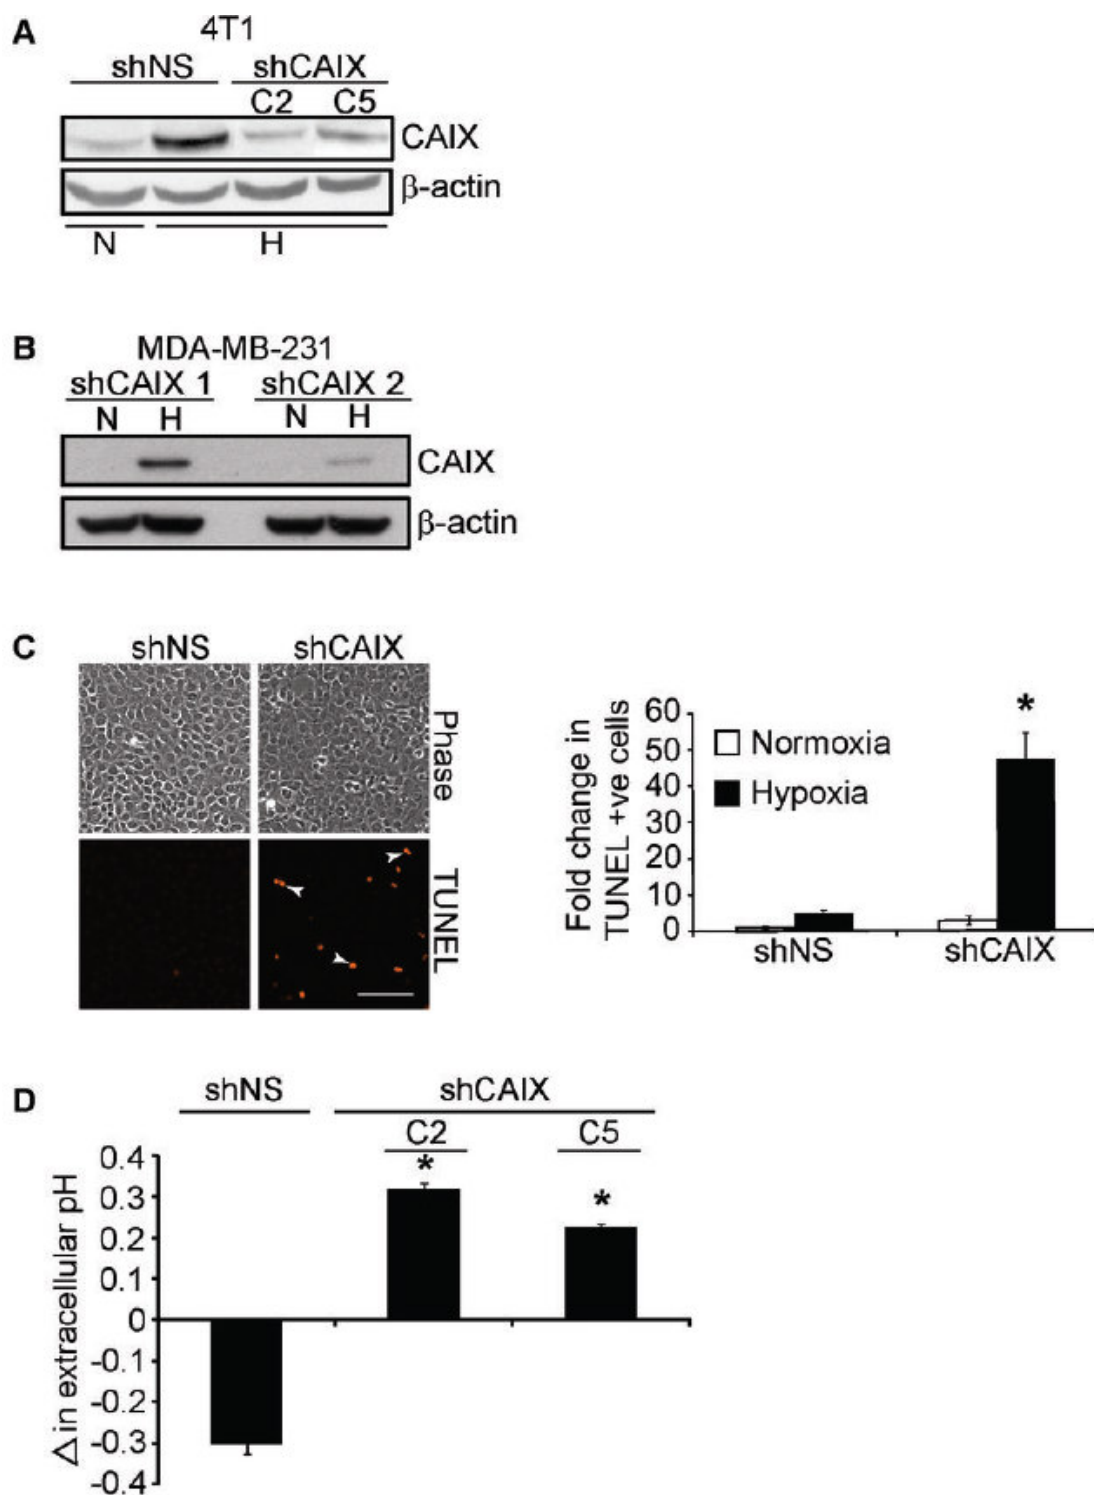 A
4T1
shNS shCAIX
C2 C5
CAIX
β-actin
N H
B
MDA-MB-231
shCAIX 1 shCAIX 2
N H N H
CAIX
β-actin
C
shNS shCAIX
Phase
TUNEL
Fold change in
TUNEL +ve cells
60
50
40
30
20
10
0
Normoxia
Hypoxia
*
shNS shCAIX
D
shNS shCAIX
C2 C5
* *
Δ in extracellular pH
0.4
0.3
0.2
0.1
0
-0.1
-0.2
-0.3
-0.4